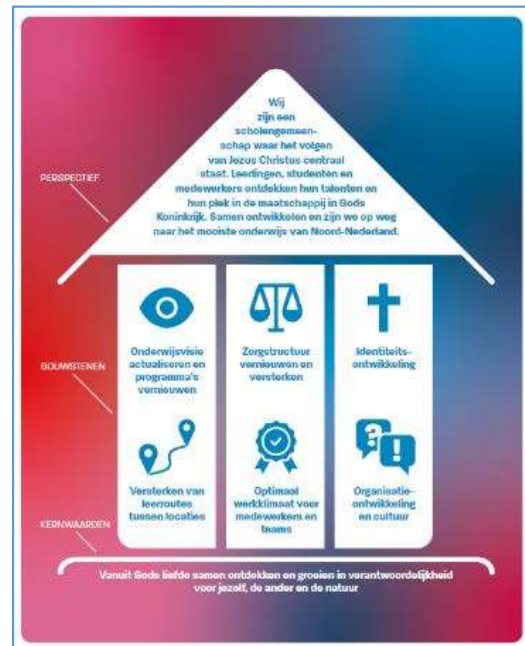 Wij
zijn een
scholengemeen-
schap waar het volgen
van Jezus Christus centraal
staat. Leerlingen, studenten en
medewerkers ontdekken hun talenten en
hun plek in de maatschappij in Gods
Koninkrijk. Samen ontwikkelen en zijn we op weg
naar het mooiste onderwijs van Noord-Nederland.
PERSPECTIEF
BOUWSTENEN
Onderwijsvisie
actualiseren en
programma's
vernieuwen
Zorgstructuur
vernieuwen en
versterken
Identiteits-
ontwikkeling
Versterken van
leerroutes
tussen locaties
Optimaal
werkklimaat voor
medewerkers en
teams
Organisatie-
ontwikkeling
en cultuur
KERNWAARDEN
Vanuit Gods liefde samen ontdekken en groeien in verantwoordelijkheid
voor jezelf, de ander en de natuur